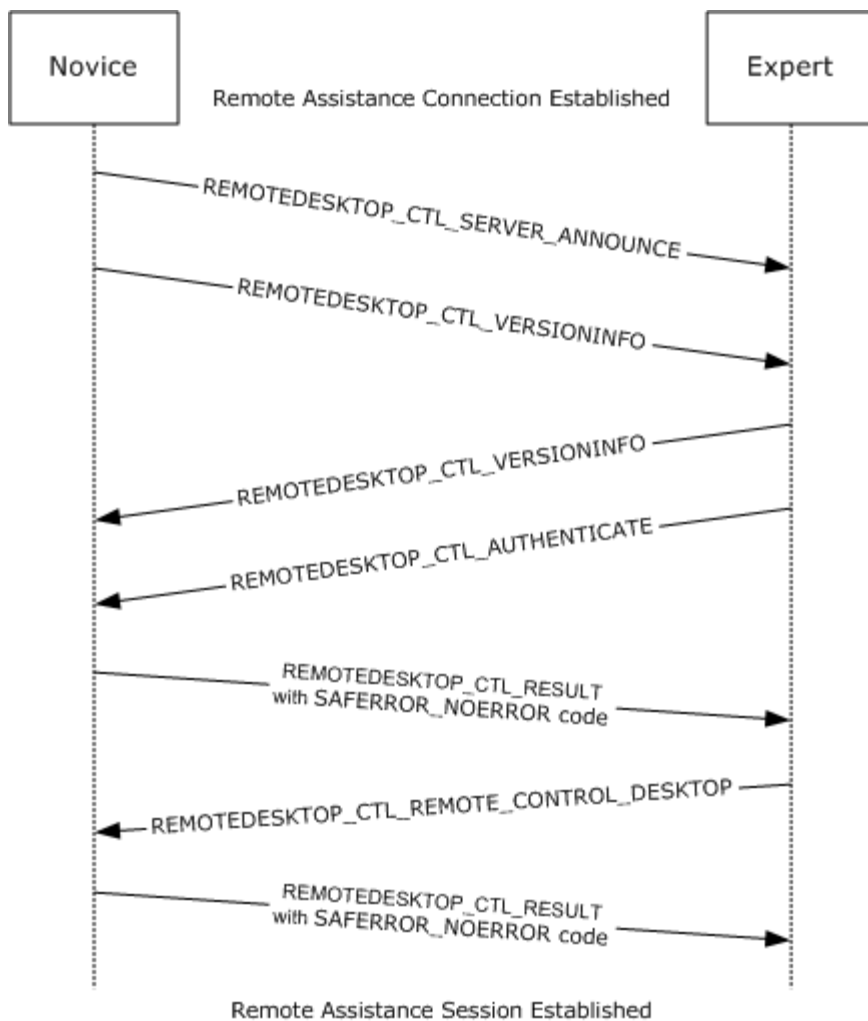 Novice
Expert
Remote Assistance Connection Established
REMOTEDESKTOP_CTL_SERVER_ANNOUNCE
REMOTEDESKTOP_CTL_VERSIONINFO
REMOTEDESKTOP_CTL_VERSIONINFO
REMOTEDESKTOP_CTL_AUTHENTICATE
REMOTEDESKTOP_CTL_RESULT
with SAFERROR_NOERROR code
REMOTEDESKTOP_CTL_REMOTE_CONTROL_DESKTOP
REMOTEDESKTOP_CTL_RESULT
with SAFERROR_NOERROR code
Remote Assistance Session Established